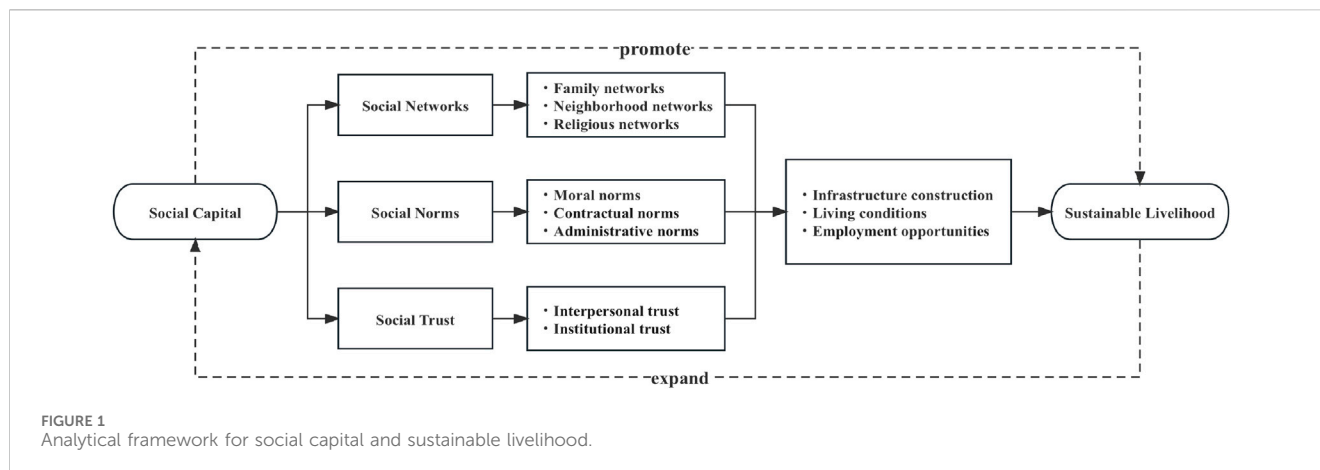 promote
Social Capital
Social Networks
· Family networks
· Neighborhood networks
· Religious networks
Social Norms
· Moral norms
· Contractual norms
· Administrative norms
Social Trust
· Interpersonal trust
· Institutional trust
· Infrastructure construction
· Living conditions
· Employment opportunities
Sustainable Livelihood
expand
FIGURE 1
Analytical framework for social capital and sustainable livelihood.